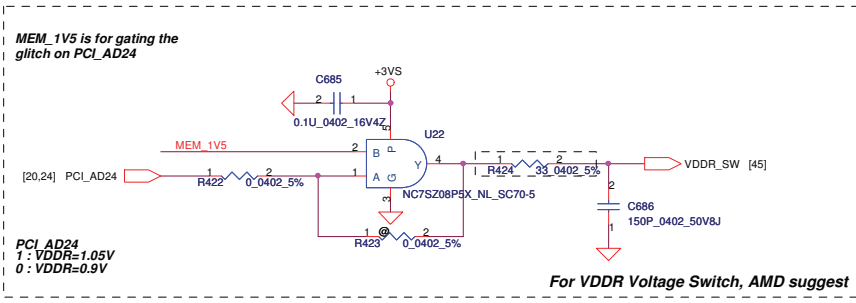 MEM_1V5 is for gating the
glitch on PCI_AD24
+3VS
C685
2 1
0.1U_0402_16V4Z
U22
5
P
MEM_1V5
2
B
Y
4
[20,24] PCI_AD24
1 2
R422
0_0402_5%
1
A
G
3
NC7SZ08P5X_NL_SC70-5
1 2
R424
33_0402_5%
VDDR_SW [45]
2
C686
150P_0402_50V8J
1
@
1 2
R423
0_0402_5%
PCI_AD24
1 : VDDR=1.05V
0 : VDDR=0.9V
For VDDR Voltage Switch, AMD suggest